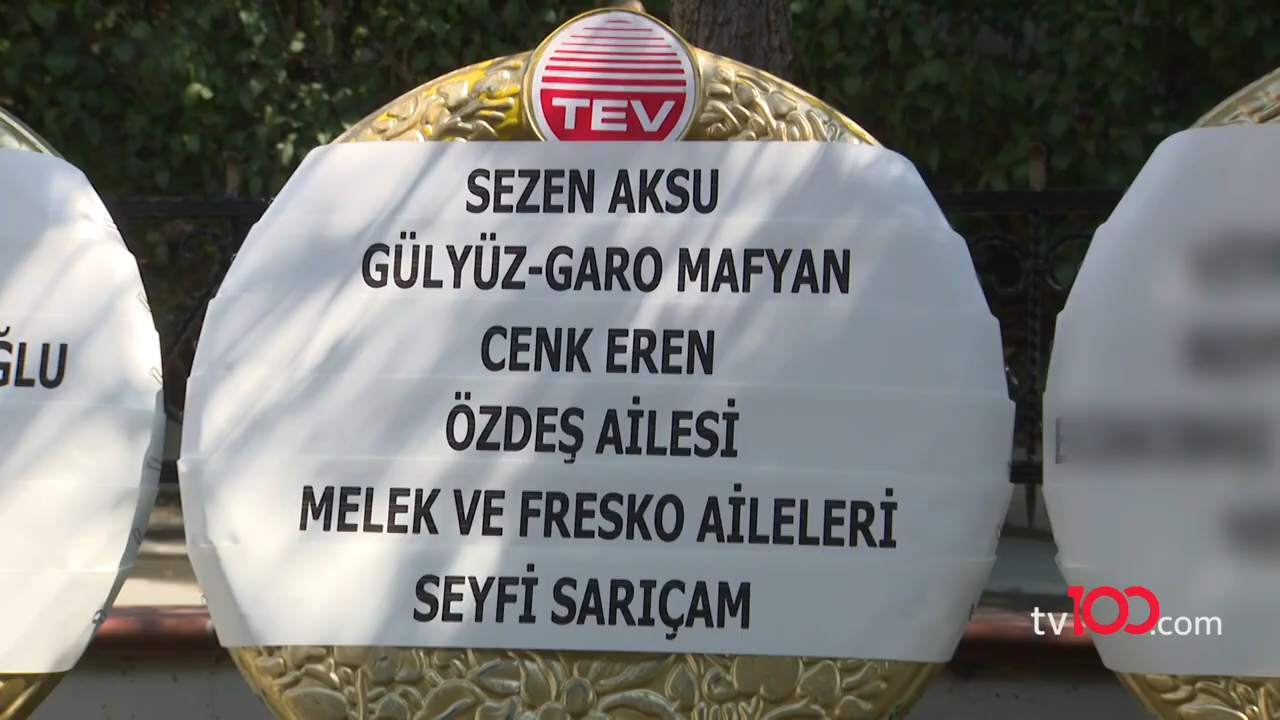 TEV
SEZEN AKSU
GÜLYÜZ-GARO MAFYAN
CENK EREN
ÖZDEŞ AİLESİ
MELEK VE FRESKO AİLELERİ
SEYFİ SARIÇAM
ĞLU
tv100.com